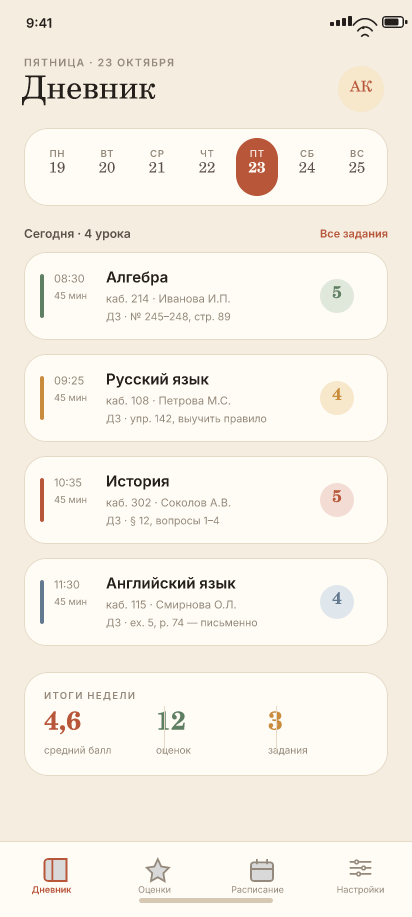 9:41
ПЯТНИЦА · 23 ОКТЯБРЯ
Дневник
АК
ПН ВТ СР ЧТ ПТ СБ ВС
19 20 21 22 23 24 25
Сегодня · 4 урока
Все задания
08:30
45 мин
Алгебра
каб. 214 · Иванова И.П.
ДЗ · № 245–248, стр. 89
5
09:25
45 мин
Русский язык
каб. 108 · Петрова М.С.
ДЗ · упр. 142, выучить правило
4
10:35
45 мин
История
каб. 302 · Соколов А.В.
ДЗ · § 12, вопросы 1–4
5
11:30
45 мин
Английский язык
каб. 115 · Смирнова О.Л.
ДЗ · ex. 5, p. 74 — письменно
4
ИТОГИ НЕДЕЛИ
4,6 12 3
средний балл оценок задания
Дневник Оценки Расписание Настройки